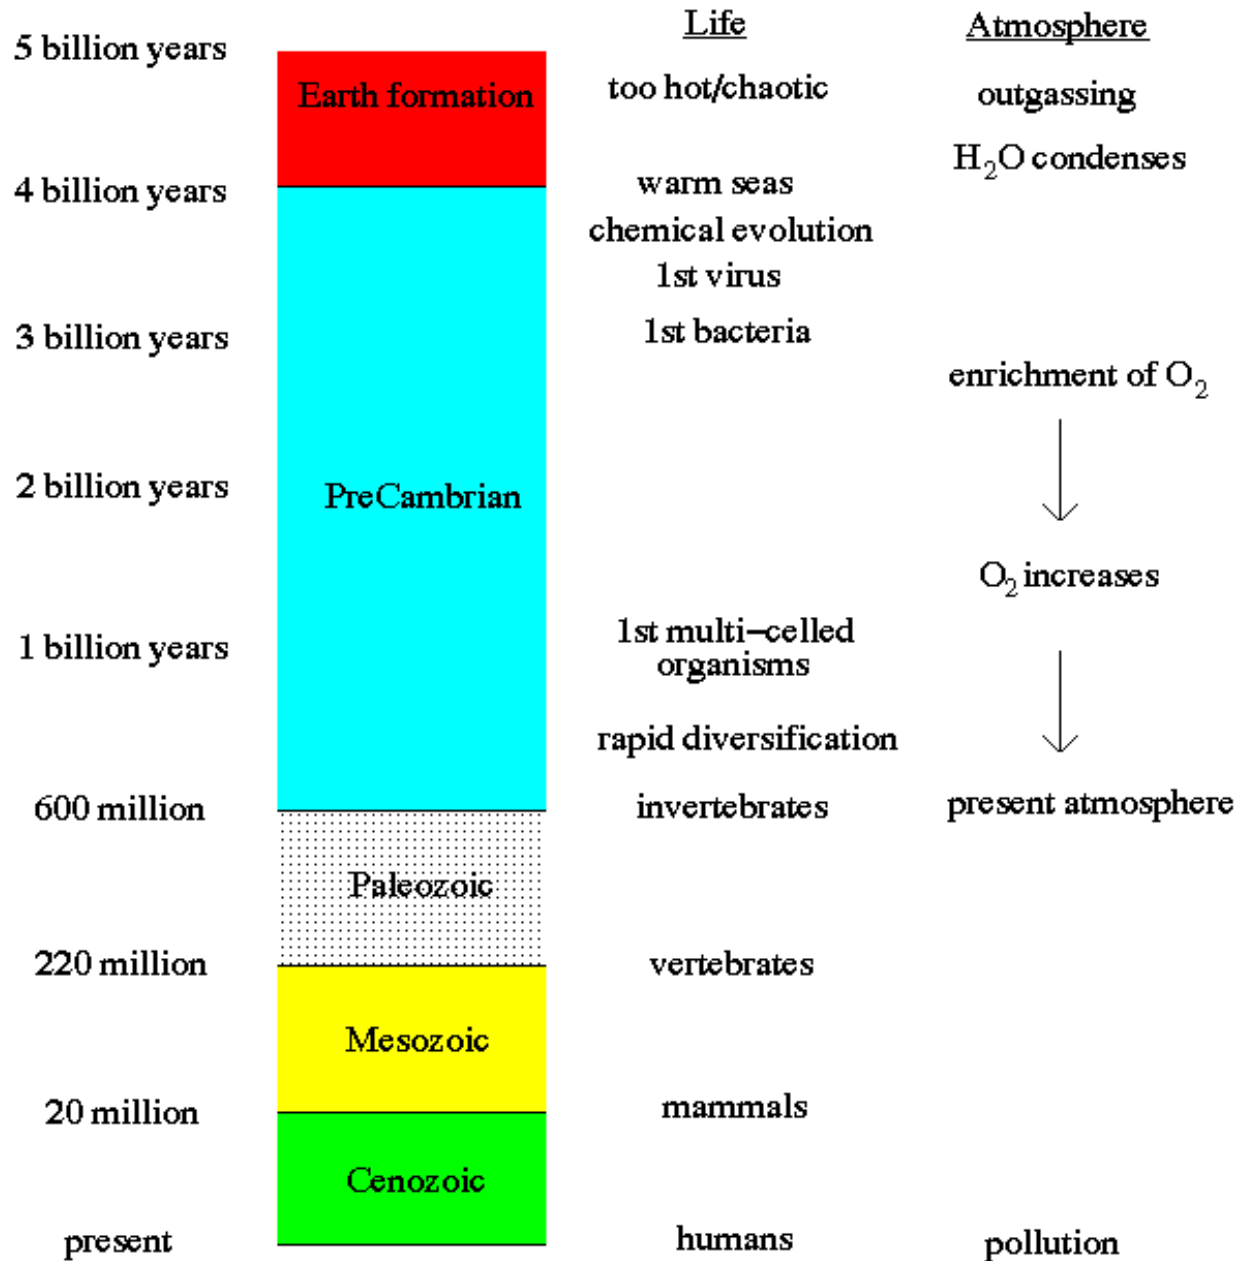 Life Atmosphere
5 billion years
Earth formation too hot/chaotic outgassing
H₂O condenses
4 billion years warm seas
chemical evolution
1st virus
3 billion years 1st bacteria
enrichment of O₂
2 billion years PreCambrian
O₂ increases
1 billion years 1st multi-celled
organisms
rapid diversification
600 million invertebrates present atmosphere
Paleozoic
220 million vertebrates
Mesozoic
20 million mammals
Cenozoic
present humans pollution